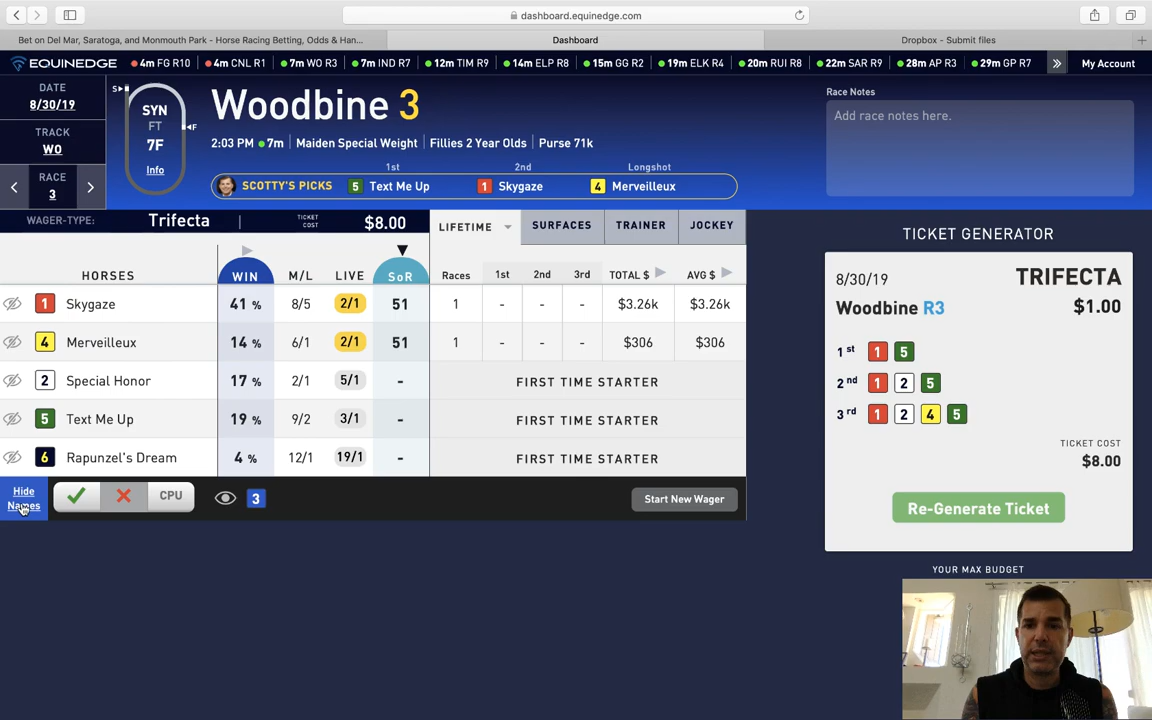 dashboard.equinedge.com
Bet on Del Mar, Saratoga, and Monmouth Park - Horse Racing Betting, Odds & Han...
Dashboard
Dropbox - Submit files
EQUINEDGE
4m FG R10
4m CNL R1
7m WO R3
7m IND R7
12m TIM R9
14m ELP R8
15m GG R2
19m ELK R4
20m RUI R8
22m SAR R9
28m AP R3
29m GP R7
My Account
DATE
8/30/19
TRACK
WO
RACE
3
S
SYN
FT
7F
F
Info
Woodbine 3
2:03 PM 7m Maiden Special Weight Fillies 2 Year Olds Purse 71k
1st 2nd Longshot
SCOTTY'S PICKS 5 Text Me Up 1 Skygaze 4 Merveilleux
Race Notes
Add race notes here.
WAGER-TYPE: Trifecta TICKET COST $8.00
LIFETIME SURFACES TRAINER JOCKEY
HORSES WIN M/L LIVE SoR Races 1st 2nd 3rd TOTAL $ AVG $
1 Skygaze 41 % 8/5 2/1 51 1 - - - $3.26k $3.26k
4 Merveilleux 14 % 6/1 2/1 51 1 - - - $306 $306
2 Special Honor 17 % 2/1 5/1 - FIRST TIME STARTER
5 Text Me Up 19 % 9/2 3/1 - FIRST TIME STARTER
6 Rapunzel's Dream 4 % 12/1 19/1 - FIRST TIME STARTER
Hide
Names
CPU
3
Start New Wager
TICKET GENERATOR
8/30/19 TRIFECTA
Woodbine R3 $1.00
1st 1 5
2nd 1 2 5
3rd 1 2 4 5
TICKET COST
$8.00
Re-Generate Ticket
YOUR MAX BUDGET